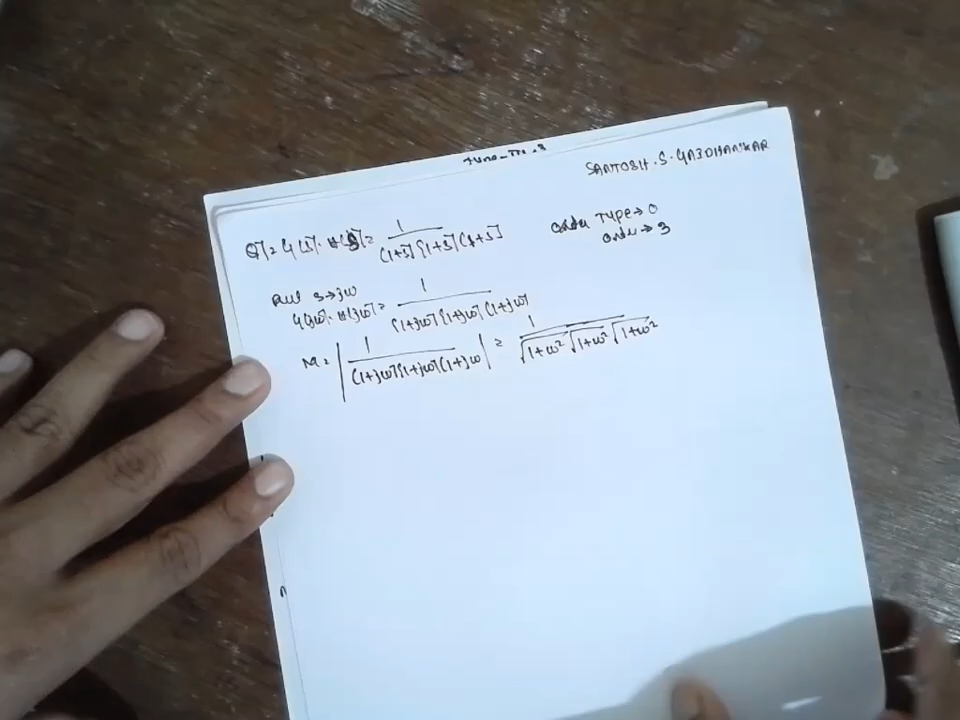 SANTOSH.S.GAJDHANKAR
Q] = G(s). H(s) = 1 / (1+s)(1+s)(1+s)
Type → 0
Order → 3
Put s → jω
G(jω). H(jω) = 1 / (1+jω)(1+jω)(1+jω)
M = | 1 / (1+jω)(1+jω)(1+jω) | = 1 / √1+ω² √1+ω² √1+ω²